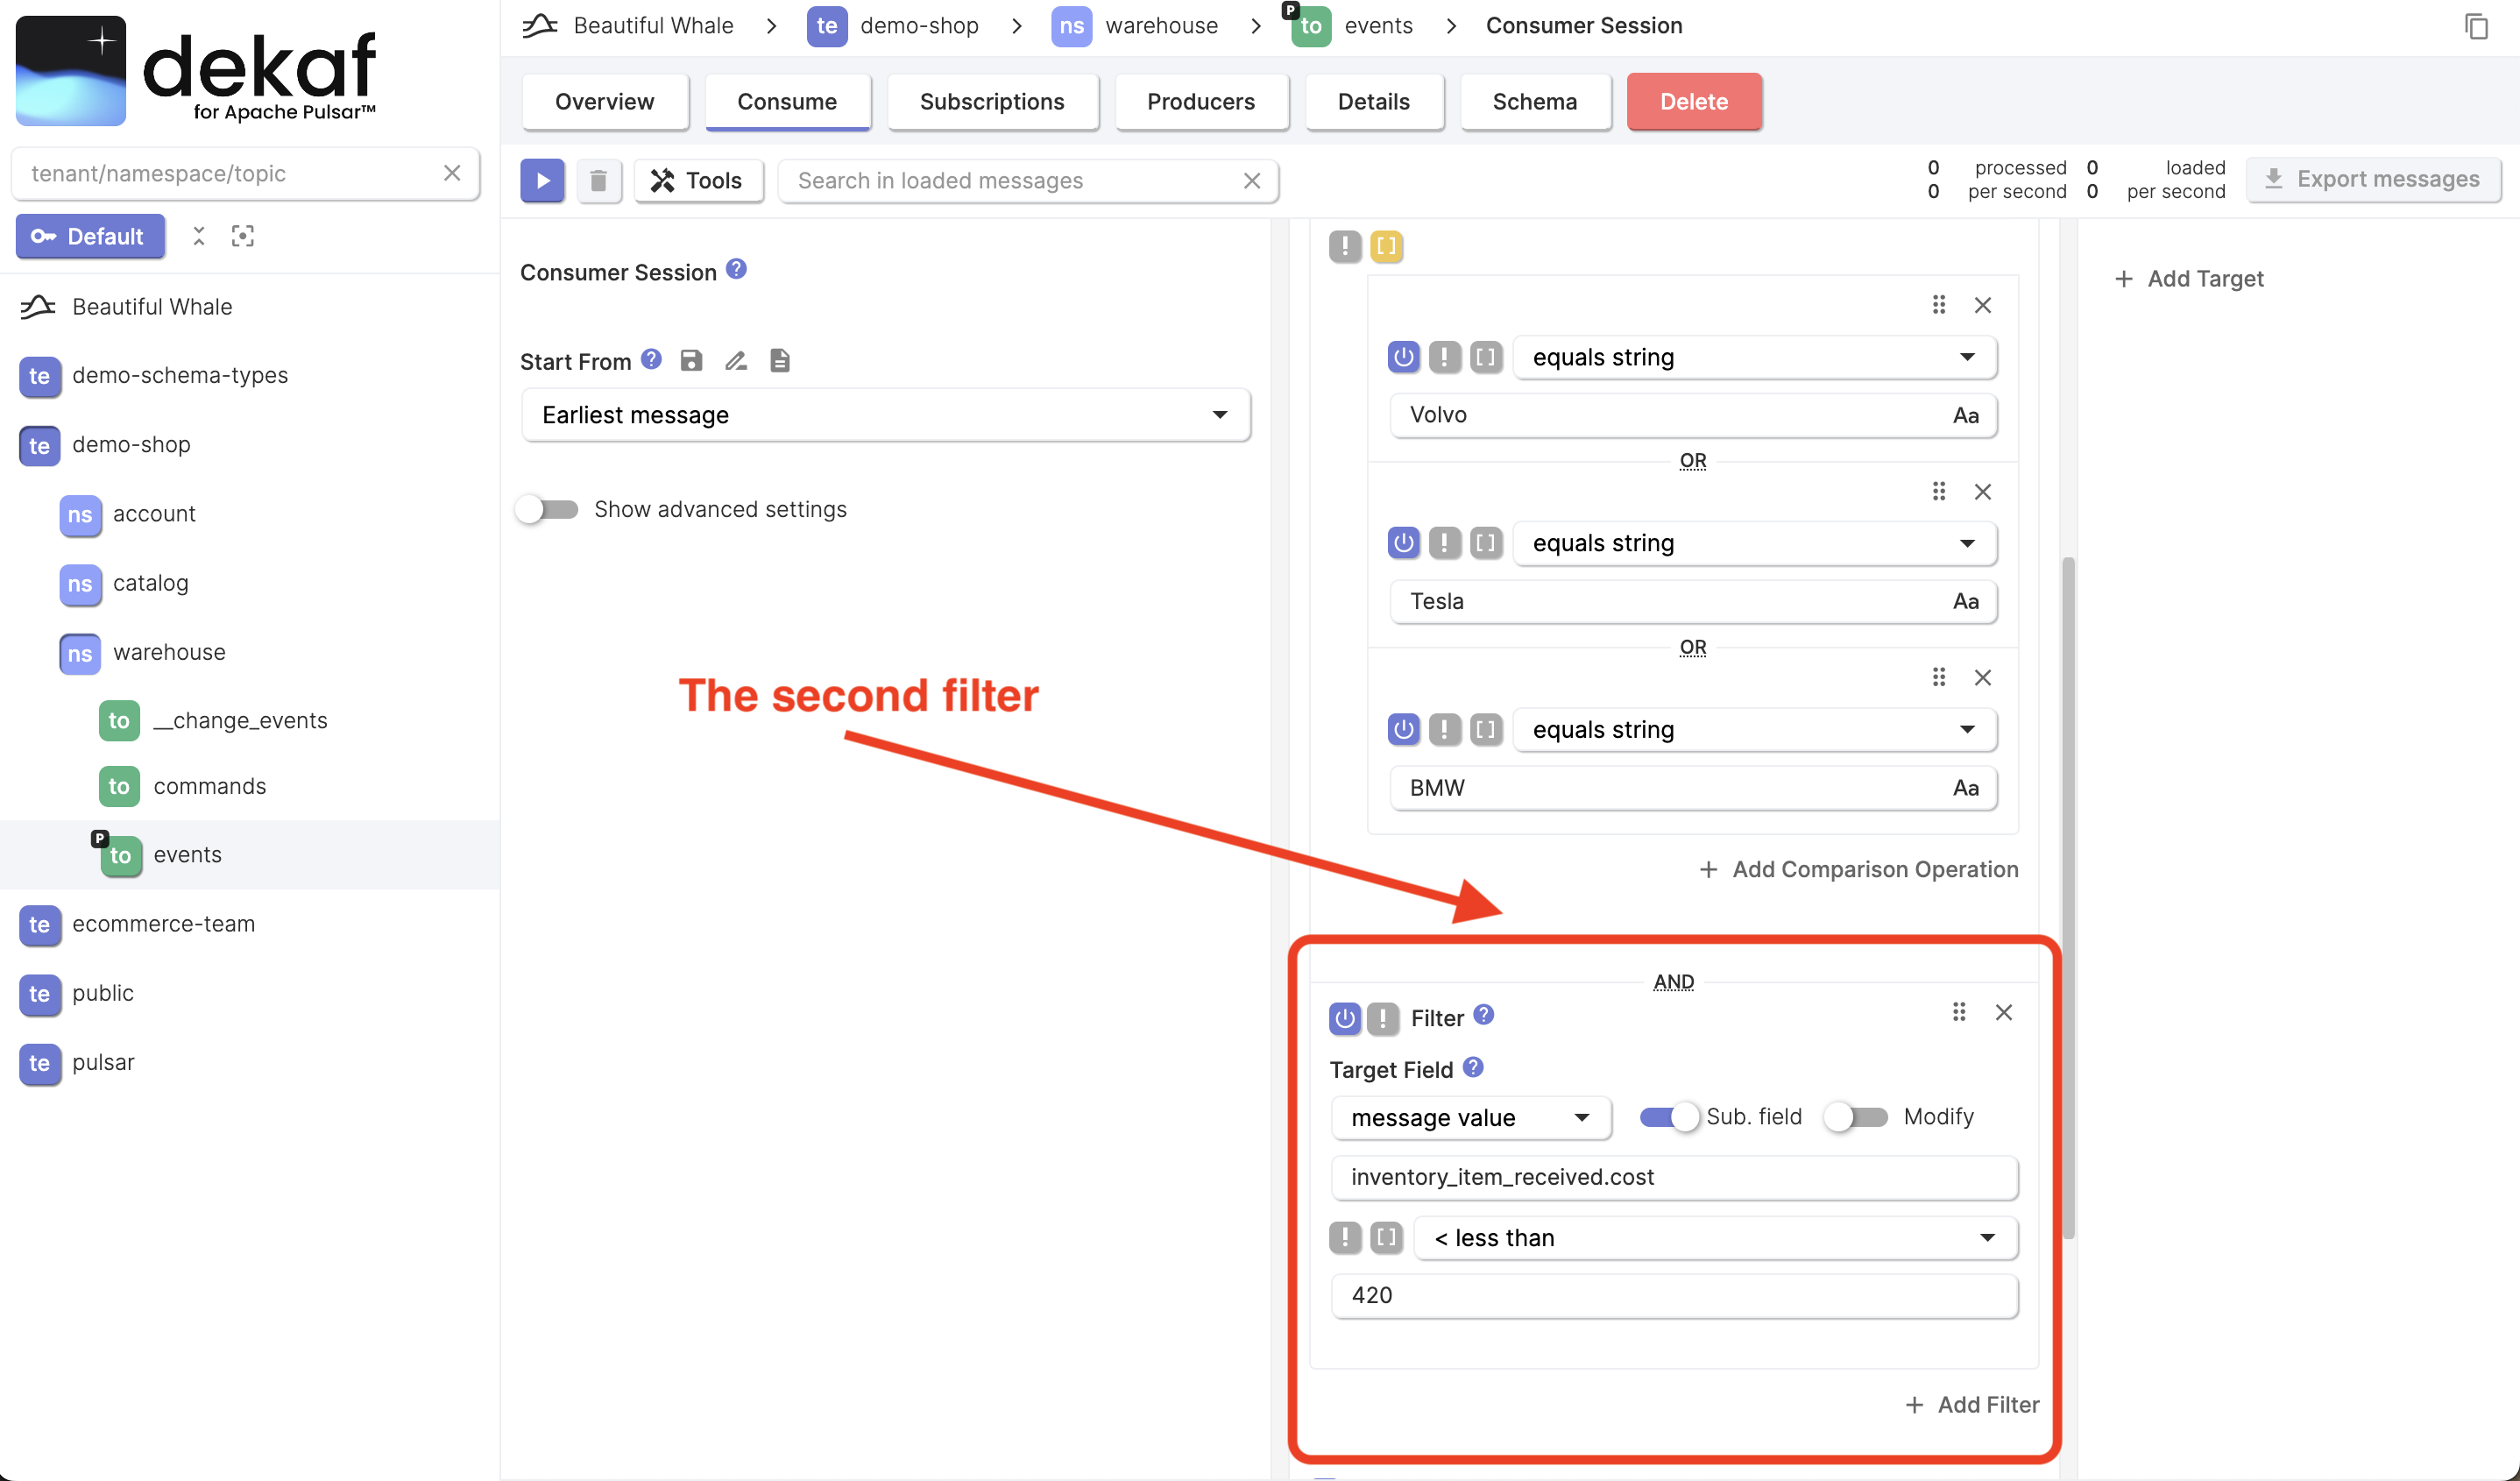 dekaf
for Apache Pulsar™
tenant/namespace/topic
Default
Beautiful Whale
te demo-schema-types
te demo-shop
ns account
ns catalog
ns warehouse
to __change_events
to commands
P
to events
te ecommerce-team
te public
te pulsar
Beautiful Whale > te demo-shop > ns warehouse > P to events > Consumer Session
Overview Consume Subscriptions Producers Details Schema Delete
Tools Search in loaded messages
0 processed 0 loaded
0 per second 0 per second
Export messages
Consumer Session ?
Start From ?
Earliest message
Show advanced settings
The second filter
! []
! [] equals string
Volvo Aa
OR
! [] equals string
Tesla Aa
OR
! [] equals string
BMW Aa
+ Add Comparison Operation
AND
! Filter ?
Target Field ?
message value Sub. field Modify
inventory_item_received.cost
! [] < less than
420
+ Add Filter
+ Add Target